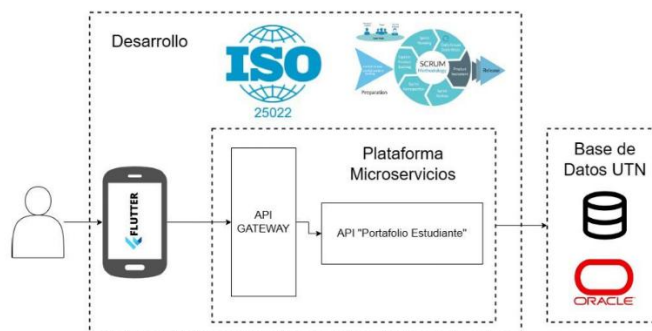 Desarrollo
ISO
25022
SCRUM
Methodology
Preparation
Release
Plataforma
Microservicios
Base de
Datos UTN
FLUTTER
API
GATEWAY
API "Portafolio Estudiante"
ORACLE